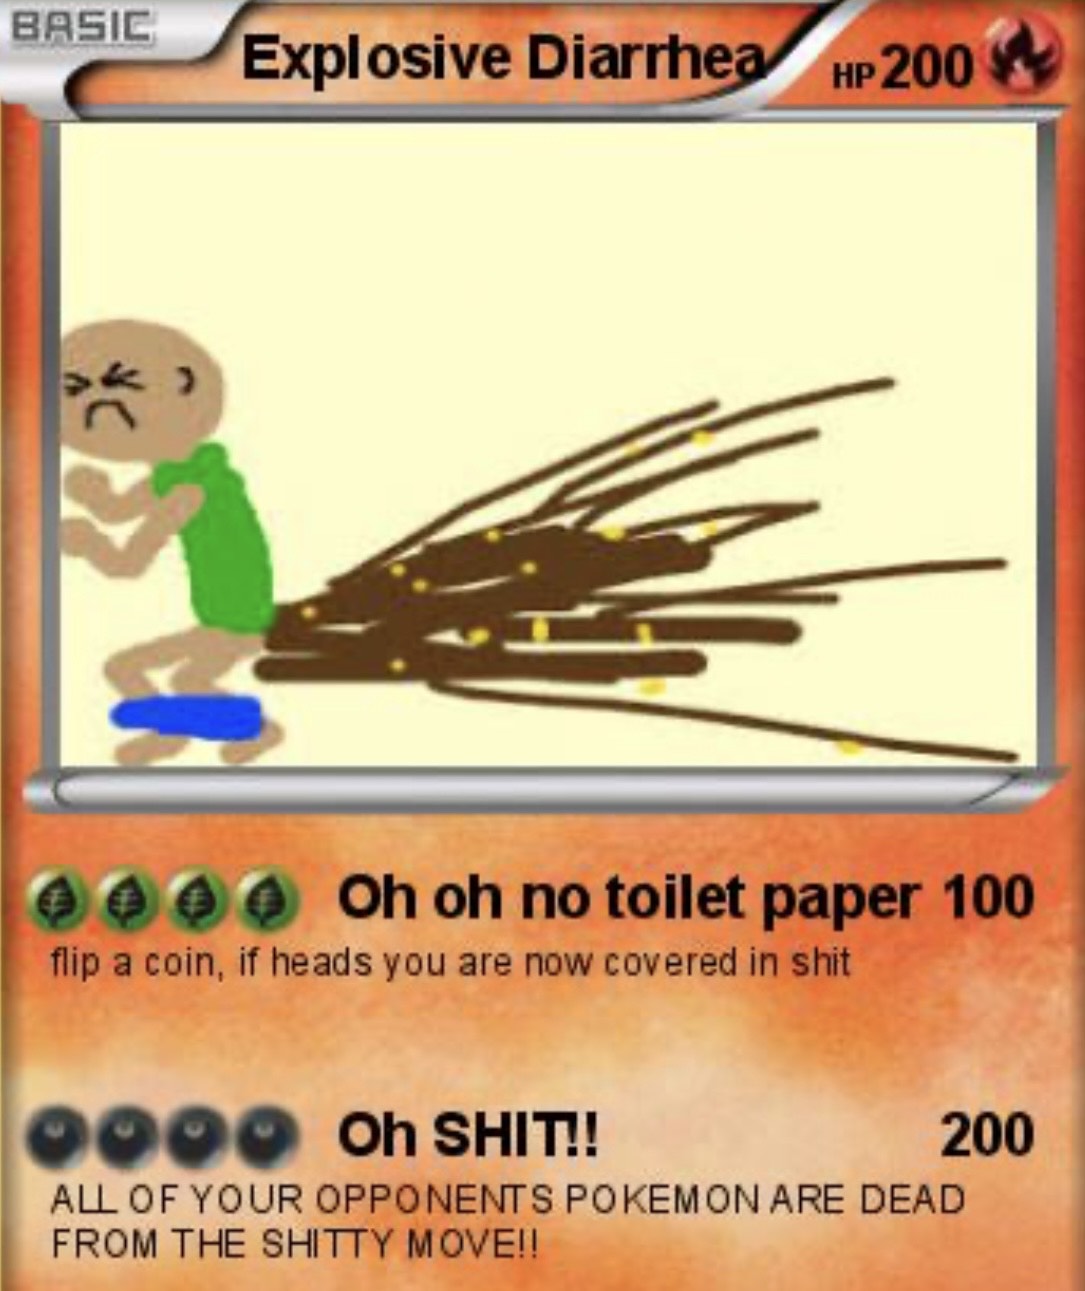 BASIC
Explosive Diarrhea HP 200
Oh oh no toilet paper 100
flip a coin, if heads you are now covered in shit
Oh SHIT!! 200
ALL OF YOUR OPPONENTS POKEMON ARE DEAD
FROM THE SHITTY MOVE!!